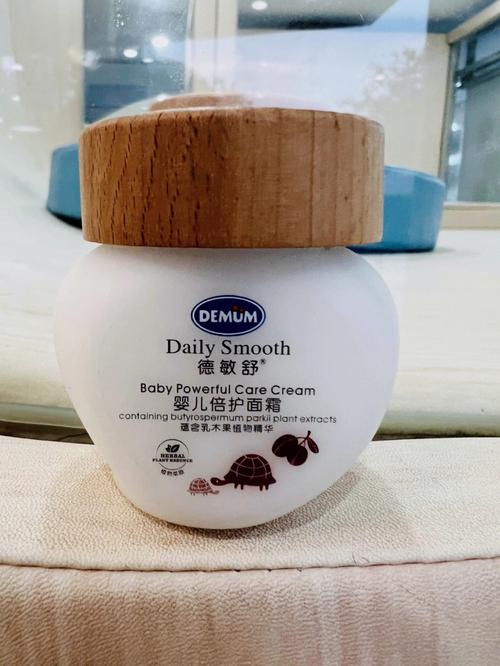 DEMUM
Daily Smooth
德敏舒®
Baby Powerful Care Cream
婴儿倍护面霜
containing butyrospermum parkii plant extracts
蕴含乳木果植物精华
HERBAL
PLANT ESSENCE